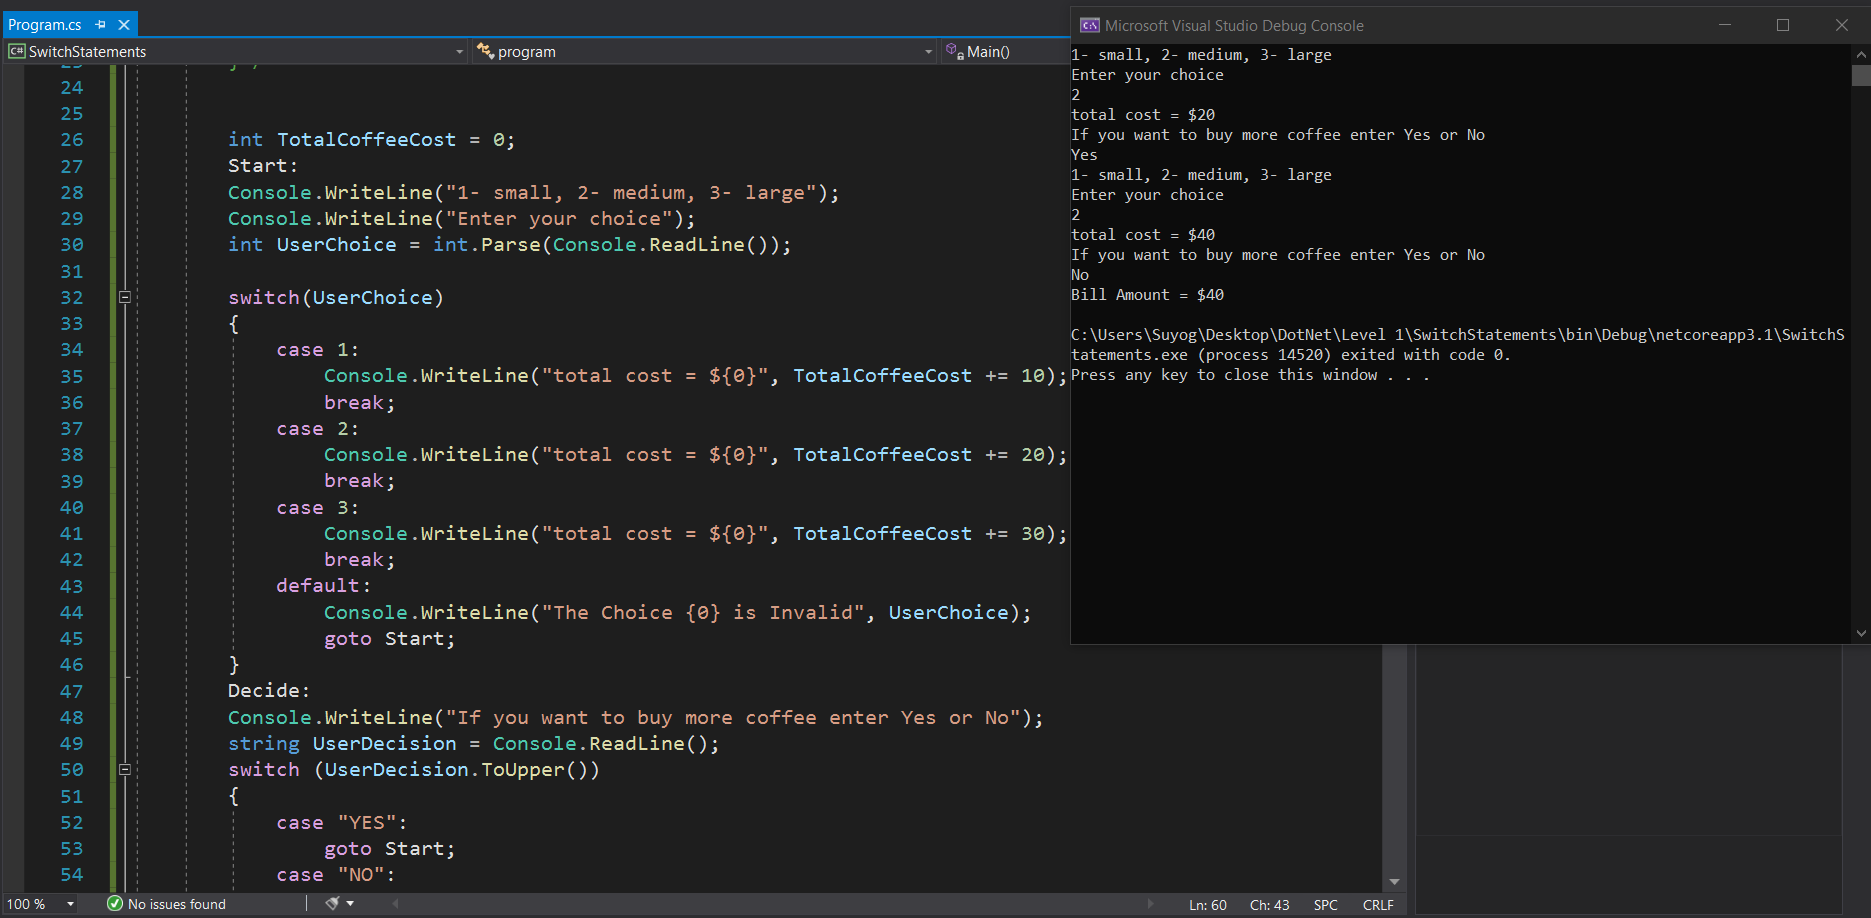 Program.cs
SwitchStatements
program
Main()
24
25
26 int TotalCoffeeCost = 0;
27 Start:
28 Console.WriteLine("1- small, 2- medium, 3- large");
29 Console.WriteLine("Enter your choice");
30 int UserChoice = int.Parse(Console.ReadLine());
31
32 switch(UserChoice)
33 {
34 case 1:
35 Console.WriteLine("total cost = ${0}", TotalCoffeeCost += 10);
36 break;
37 case 2:
38 Console.WriteLine("total cost = ${0}", TotalCoffeeCost += 20);
39 break;
40 case 3:
41 Console.WriteLine("total cost = ${0}", TotalCoffeeCost += 30);
42 break;
43 default:
44 Console.WriteLine("The Choice {0} is Invalid", UserChoice);
45 goto Start;
46 }
47 Decide:
48 Console.WriteLine("If you want to buy more coffee enter Yes or No");
49 string UserDecision = Console.ReadLine();
50 switch (UserDecision.ToUpper())
51 {
52 case "YES":
53 goto Start;
54 case "NO":
100 %
No issues found
Ln: 60 Ch: 43 SPC CRLF
Microsoft Visual Studio Debug Console
1- small, 2- medium, 3- large
Enter your choice
2
total cost = $20
If you want to buy more coffee enter Yes or No
Yes
1- small, 2- medium, 3- large
Enter your choice
2
total cost = $40
If you want to buy more coffee enter Yes or No
No
Bill Amount = $40
C:\Users\Suyog\Desktop\DotNet\Level 1\SwitchStatements\bin\Debug\netcoreapp3.1\SwitchS
tatements.exe (process 14520) exited with code 0.
Press any key to close this window . . .